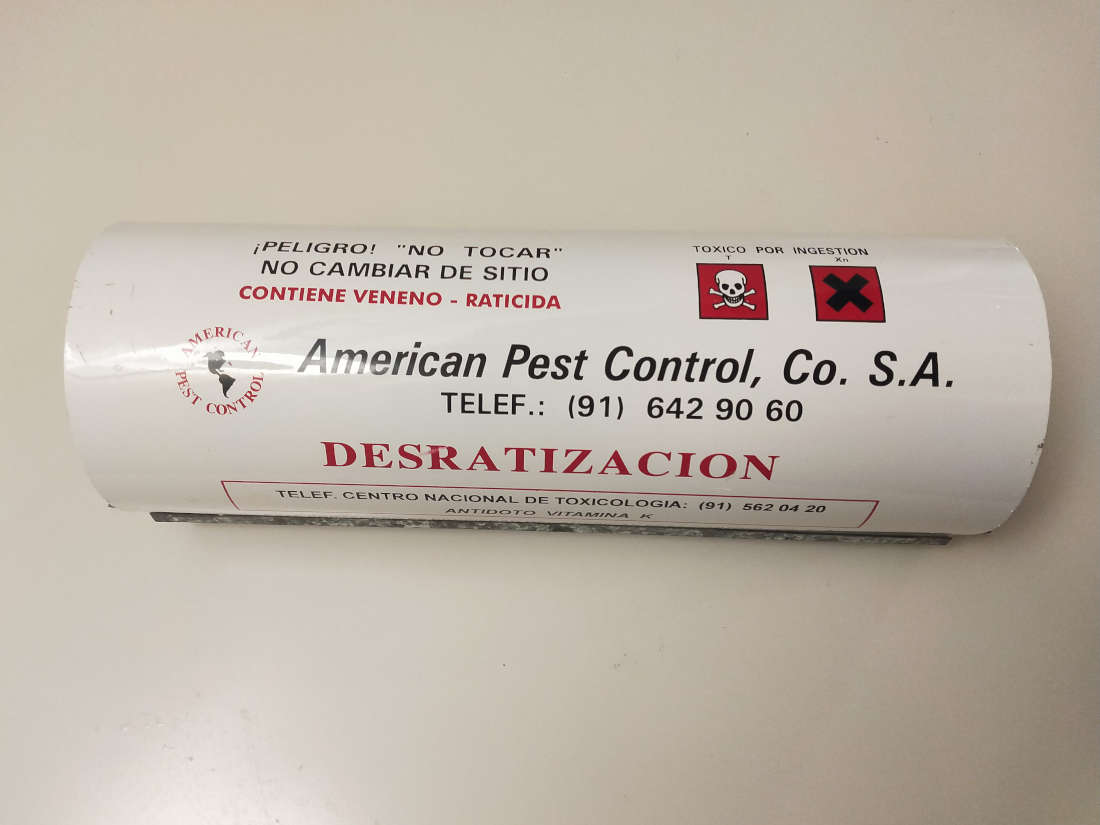 ¡PELIGRO! "NO TOCAR"
NO CAMBIAR DE SITIO
CONTIENE VENENO - RATICIDA
TOXICO POR INGESTION
T Xn
AMERICAN
PEST CONTROL
American Pest Control, Co. S.A.
TELEF.: (91) 642 90 60
DESRATIZACION
TELEF. CENTRO NACIONAL DE TOXICOLOGIA: (91) 562 04 20
ANTIDOTO VITAMINA K